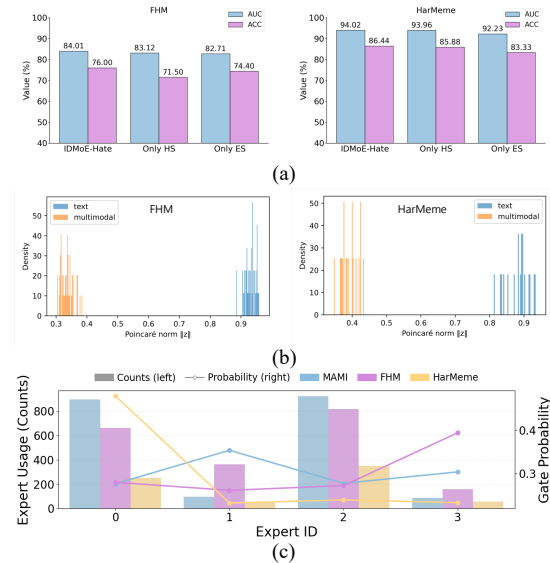 FHM
AUC
ACC
Value (%)
100
90
80
70
60
50
40
84.01
76.00
83.12
71.50
82.71
74.40
IDMoE-Hate
Only HS
Only ES
HarMeme
AUC
ACC
Value (%)
100
90
80
70
60
50
40
94.02
86.44
93.96
85.88
92.23
83.33
IDMoE-Hate
Only HS
Only ES
(a)
FHM
text
multimodal
Density
50
40
30
20
10
0
0.3 0.4 0.5 0.6 0.7 0.8 0.9
Poincaré norm ‖z‖
HarMeme
text
multimodal
Density
50
40
30
20
10
0
0.4 0.5 0.6 0.7 0.8 0.9
Poincaré norm ‖z‖
(b)
Counts (left) Probability (right) MAMI FHM HarMeme
Expert Usage (Counts)
800
600
400
200
0
0.4
0.3
Gate Probability
0 1 2 3
Expert ID
(c)